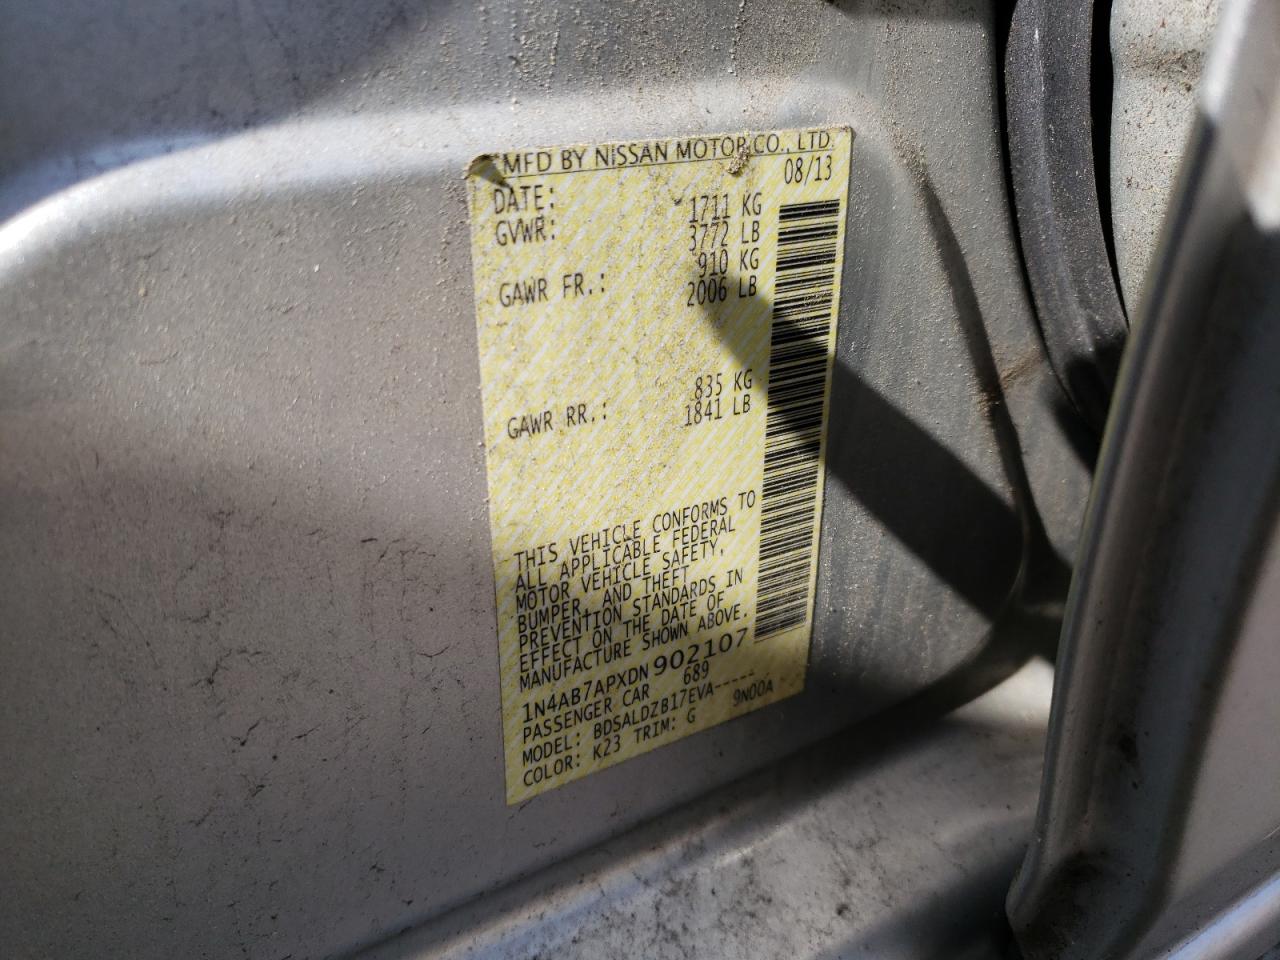 MFD BY NISSAN MOTOR CO., LTD.
DATE: 08/13
GVWR: 1711 KG
3772 LB
GAWR FR.: 910 KG
2006 LB
GAWR RR.: 835 KG
1841 LB
THIS VEHICLE CONFORMS TO
ALL APPLICABLE FEDERAL
MOTOR VEHICLE SAFETY,
BUMPER, AND THEFT
PREVENTION STANDARDS IN
EFFECT ON THE DATE OF
MANUFACTURE SHOWN ABOVE.
1N4AB7APXDN902107
PASSENGER CAR 689
MODEL: BDSALDZB17EVA-----
COLOR: K23 TRIM: G 9N00A